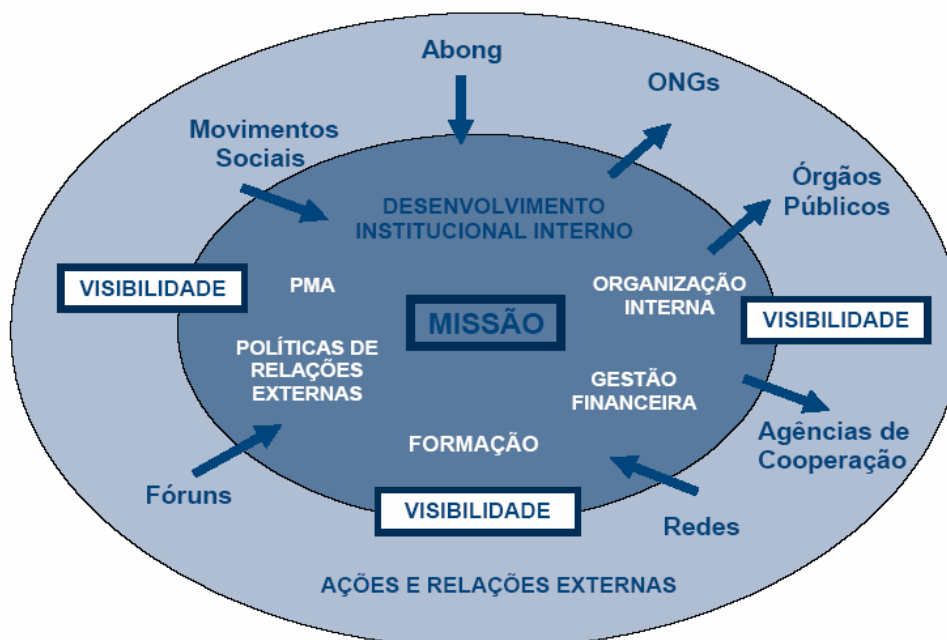 Abong
ONGs
Movimentos
Sociais
Órgãos
Públicos
DESENVOLVIMENTO
INSTITUCIONAL INTERNO
VISIBILIDADE
PMA
ORGANIZAÇÃO
INTERNA
MISSÃO
VISIBILIDADE
POLÍTICAS DE
RELAÇÕES
EXTERNAS
GESTÃO
FINANCEIRA
FORMAÇÃO
Agências de
Cooperação
Fóruns
VISIBILIDADE
Redes
AÇÕES E RELAÇÕES EXTERNAS